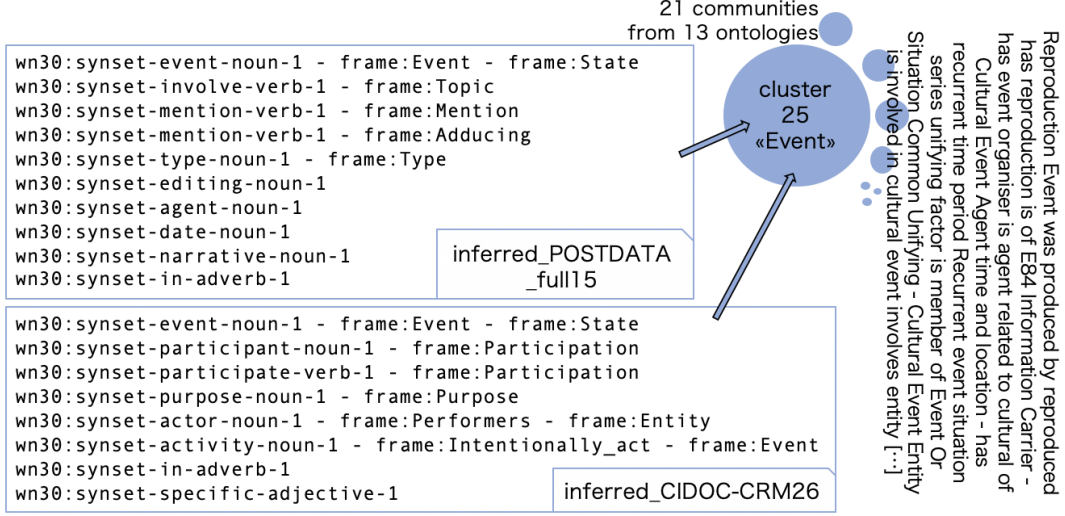 21 communities
from 13 ontologies
wn30:synset-event-noun-1 - frame:Event - frame:State
wn30:synset-involve-verb-1 - frame:Topic
wn30:synset-mention-verb-1 - frame:Mention
wn30:synset-mention-verb-1 - frame:Adducing
wn30:synset-type-noun-1 - frame:Type
wn30:synset-editing-noun-1
wn30:synset-agent-noun-1
wn30:synset-date-noun-1
wn30:synset-narrative-noun-1
wn30:synset-in-adverb-1
inferred_POSTDATA
_full15
cluster
25
«Event»
wn30:synset-event-noun-1 - frame:Event - frame:State
wn30:synset-participant-noun-1 - frame:Participation
wn30:synset-participate-verb-1 - frame:Participation
wn30:synset-purpose-noun-1 - frame:Purpose
wn30:synset-actor-noun-1 - frame:Performers - frame:Entity
wn30:synset-activity-noun-1 - frame:Intentionally_act - frame:Event
wn30:synset-in-adverb-1
wn30:synset-specific-adjective-1
inferred_CIDOC-CRM26
Reproduction Event was produced by reproduced
has reproduction is of E84 Information Carrier -
has event organiser is agent related to cultural of
Cultural Event Agent time and location - has
recurrent time period Recurrent event situation
series unifying factor is member of Event Or
Situation Common Unifying - Cultural Event Entity
is involved in cultural event involves entity [···]